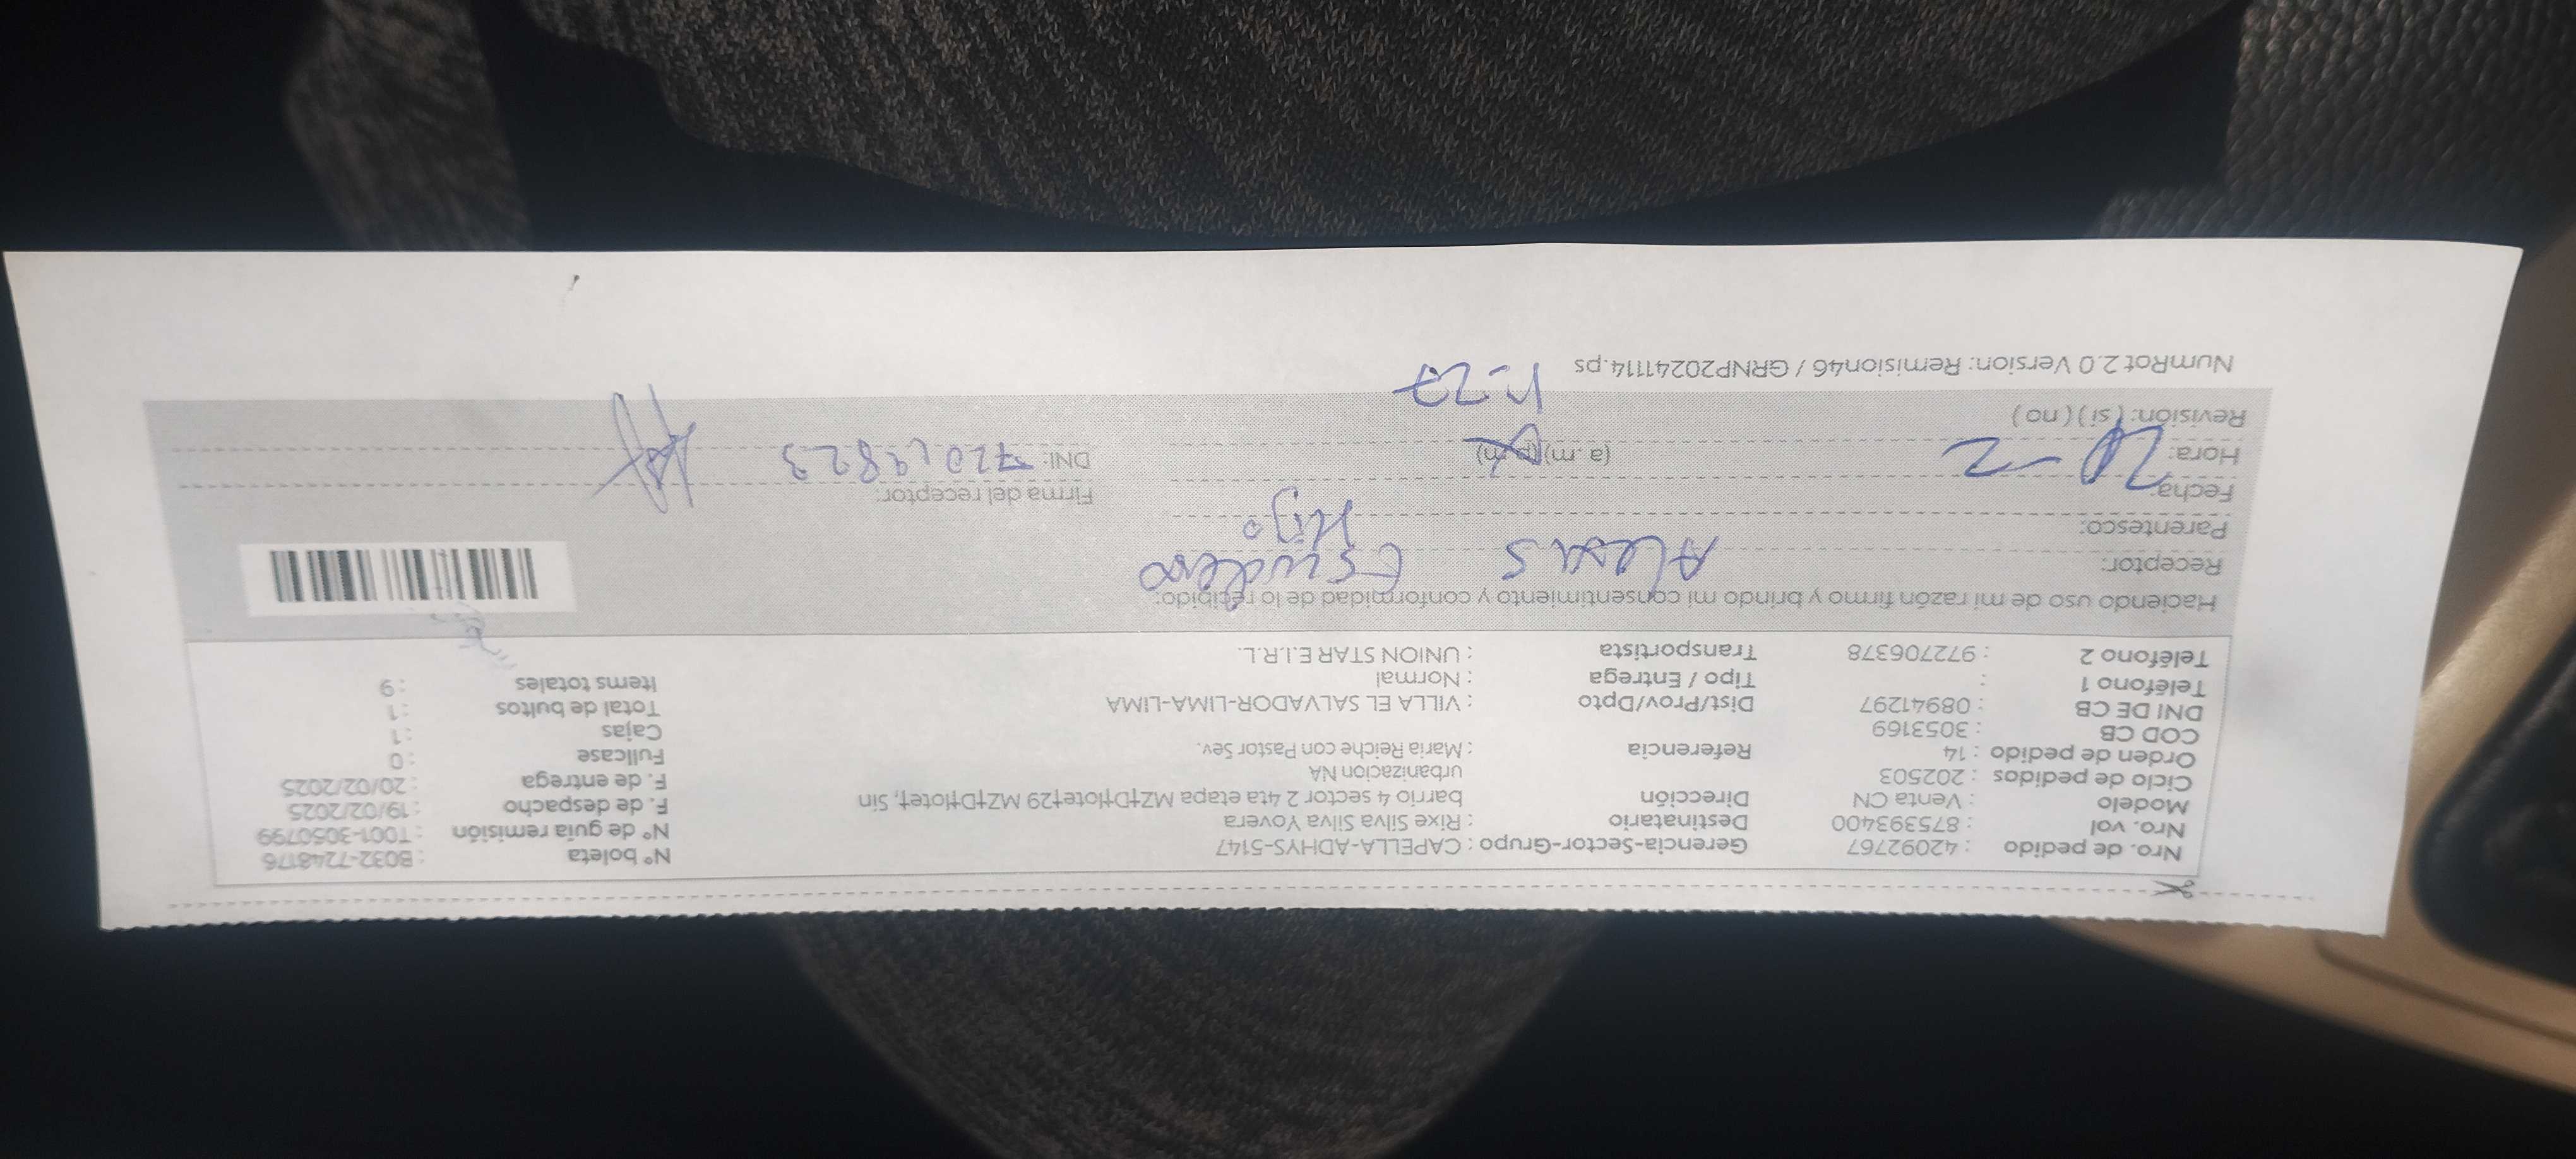 Nro. de pedido : 42092767 Gerencia-Sector-Grupo : CAPELLA-ADHYS-5147 N° boleta : B032-7248176
Nro. vol : 875393400 Destinatario : Rixe Silva Silva Yovera N° de guía remisión : T001-3050799
Modelo : Venta CN Dirección barrio 4 sector 2 4ta etapa MZ‡D‡lote‡29 MZ‡D‡lote‡, Sin F. de despacho : 19/02/2025
Ciclo de pedidos : 202503 urbanizacion NA F. de entrega : 20/02/2025
Orden de pedido : 14 Referencia : Maria Reiche con Pastor Sev. Fullcase : 0
COD CB : 3053169 Cajas : 1
DNI DE CB : 08941297 Dist/Prov/Dpto : VILLA EL SALVADOR-LIMA-LIMA Total de bultos : 1
Teléfono 1 : Tipo / Entrega : Normal Items totales : 9
Teléfono 2 : 972706378 Transportista : UNION STAR E.I.R.L.
Haciendo uso de mi razón firmo y brindo mi consentimiento y conformidad de lo recibido:
Receptor: Alexis Escudero
Parentesco: Hijo
Fecha: 20-2 Firma del receptor:
Hora: (a.m)(p.m) DNI:
Revisión: (si) (no)
NumRot 2.0 Version: Remision46 / GRNP20241114.ps